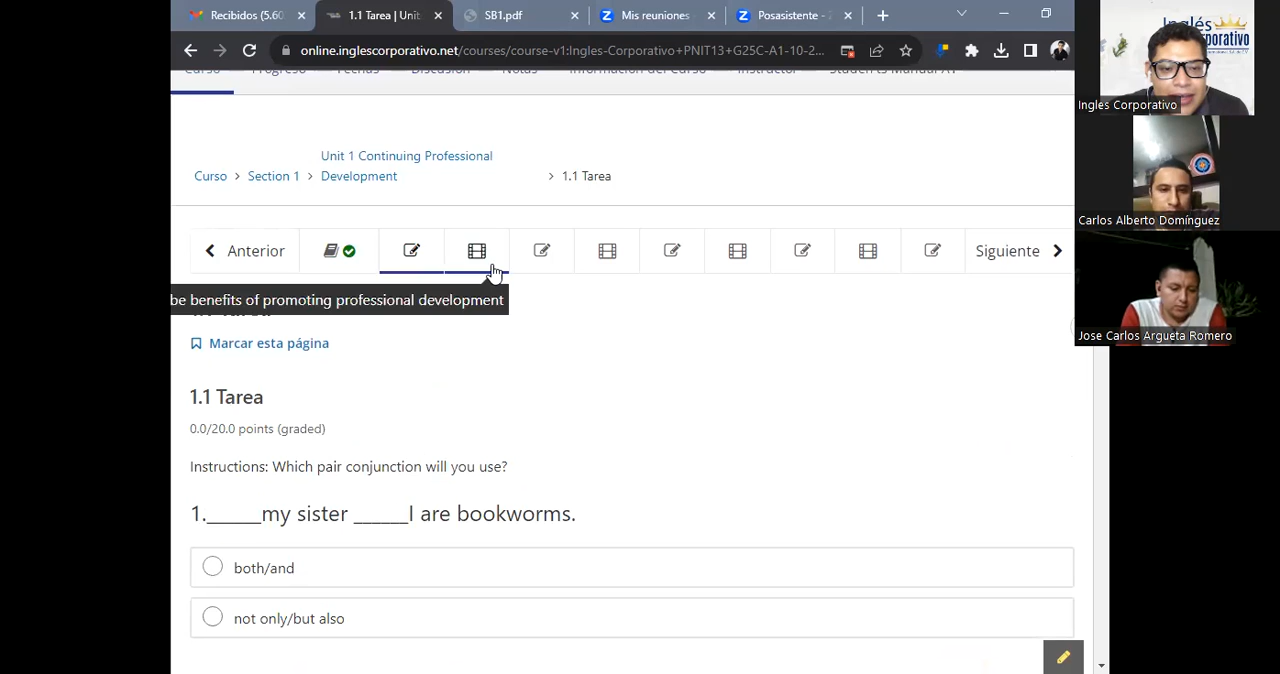 Recibidos (5.60
1.1 Tarea | Unit
SB1.pdf
Mis reuniones
Posasistente -
online.inglescorporativo.net/courses/course-v1:Ingles-Corporativo+PNIT13+G25C-A1-10-2...
Curso Progreso Fechas Discusión Notas Información del Curso Instructor Student's Manual A1
Unit 1 Continuing Professional
Curso > Section 1 > Development > 1.1 Tarea
Anterior
Siguiente
be benefits of promoting professional development
1.1 Tarea
Marcar esta página
1.1 Tarea
0.0/20.0 points (graded)
Instructions: Which pair conjunction will you use?
1.______my sister ______I are bookworms.
both/and
not only/but also
Inglés
Corporativo
Ingles Corporativo
Carlos Alberto Domínguez
Jose Carlos Argueta Romero